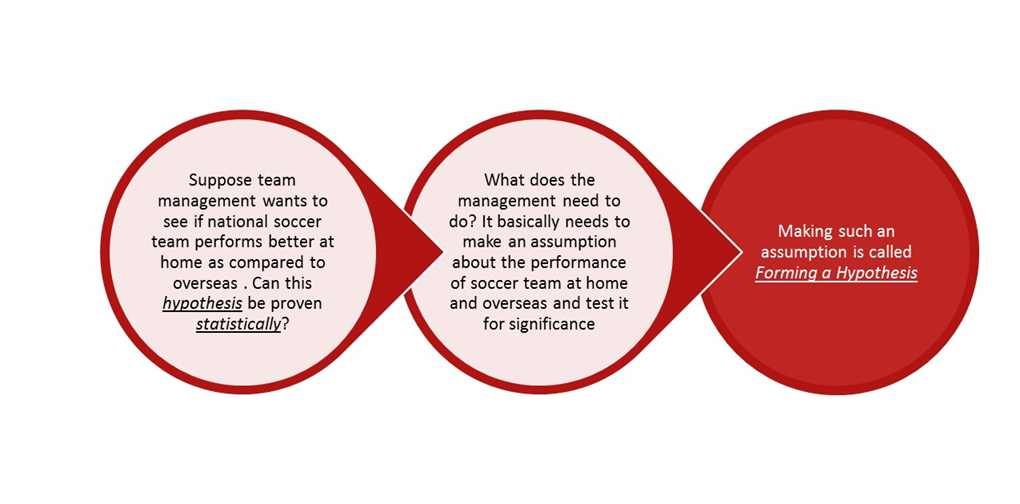 Suppose team
management wants to
see if national soccer
team performs better at
home as compared to
overseas . Can this
hypothesis be proven
statistically?
What does the
management need to
do? It basically needs to
make an assumption
about the performance
of soccer team at home
and overseas and test it
for significance
Making such an
assumption is called
Forming a Hypothesis